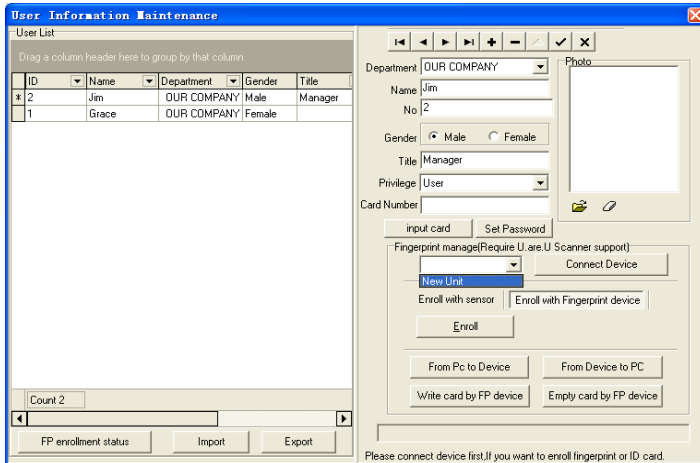 User Information Maintenance
User List
Drag a column header here to group by that column
ID Name Department Gender Title
* 2 Jim OUR COMPANY Male Manager
1 Grace OUR COMPANY Female
Count 2
FP enrollment status Import Export
Department OUR COMPANY
Name Jim
No 2
Gender Male Female
Title Manager
Privilege User
Card Number
input card Set Password
Photo
Fingerprint manage(Require U.are.U Scanner support)
Connect Device
New Unit
Enroll with sensor Enroll with Fingerprint device
Enroll
From Pc to Device From Device to PC
Write card by FP device Empty card by FP device
Please connect device first,If you want to enroll fingerprint or ID card.